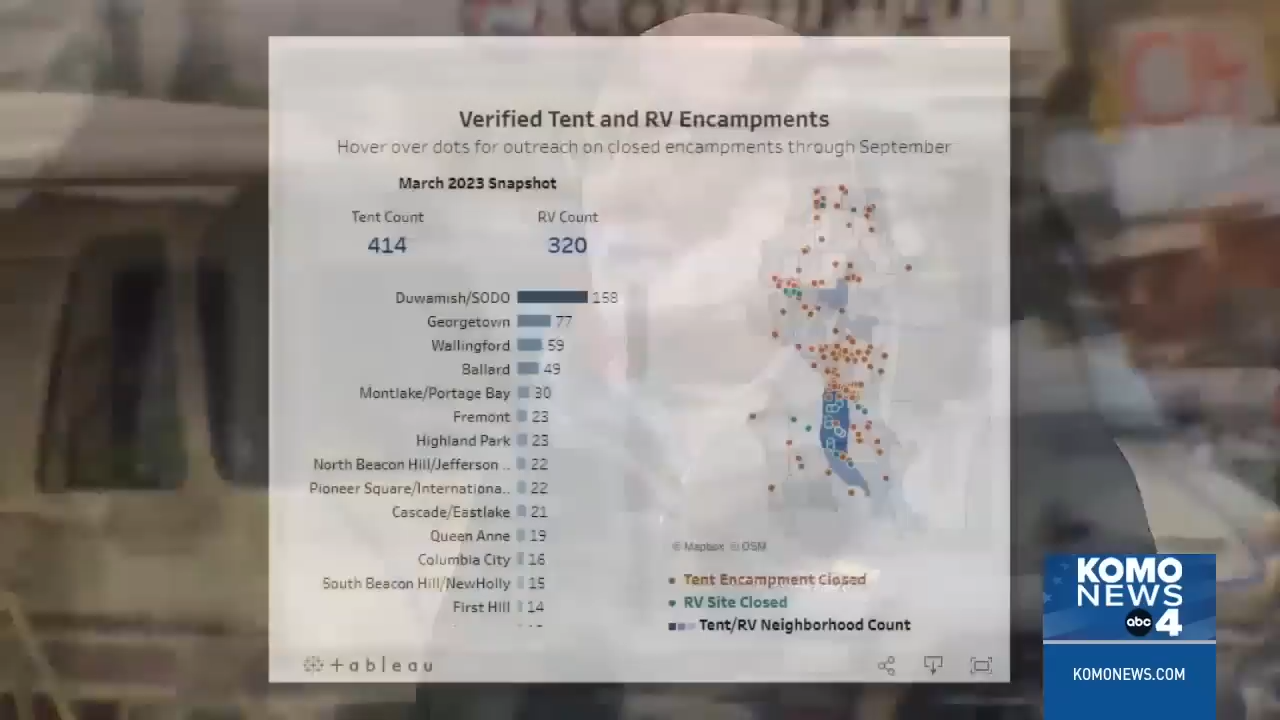 Verified Tent and RV Encampments
Hover over dots for outreach on closed encampments through September
March 2023 Snapshot
Tent Count
RV Count
414
320
Duwamish/SODO 158
Georgetown 77
Wallingford 59
Ballard 49
Montlake/Portage Bay 30
Fremont 23
Highland Park 23
North Beacon Hill/Jefferson .. 22
Pioneer Square/Internationa.. 22
Cascade/Eastlake 21
Queen Anne 19
Columbia City 16
South Beacon Hill/NewHolly 15
First Hill 14
© Mapbox © OSM
Tent Encampment Closed
RV Site Closed
Tent/RV Neighborhood Count
+ableau
KOMO
NEWS
abc 4
KOMONEWS.COM